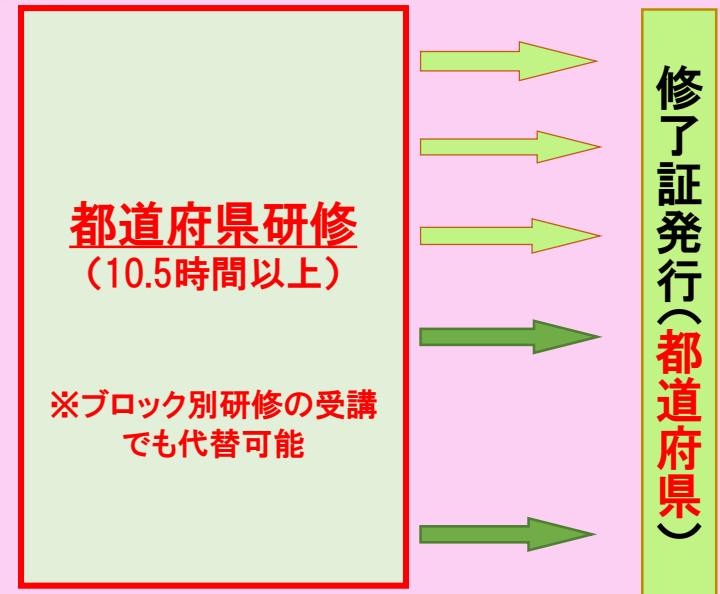 都道府県研修
（10.5時間以上）
※ブロック別研修の受講
でも代替可能
修了証発行（都道府県）